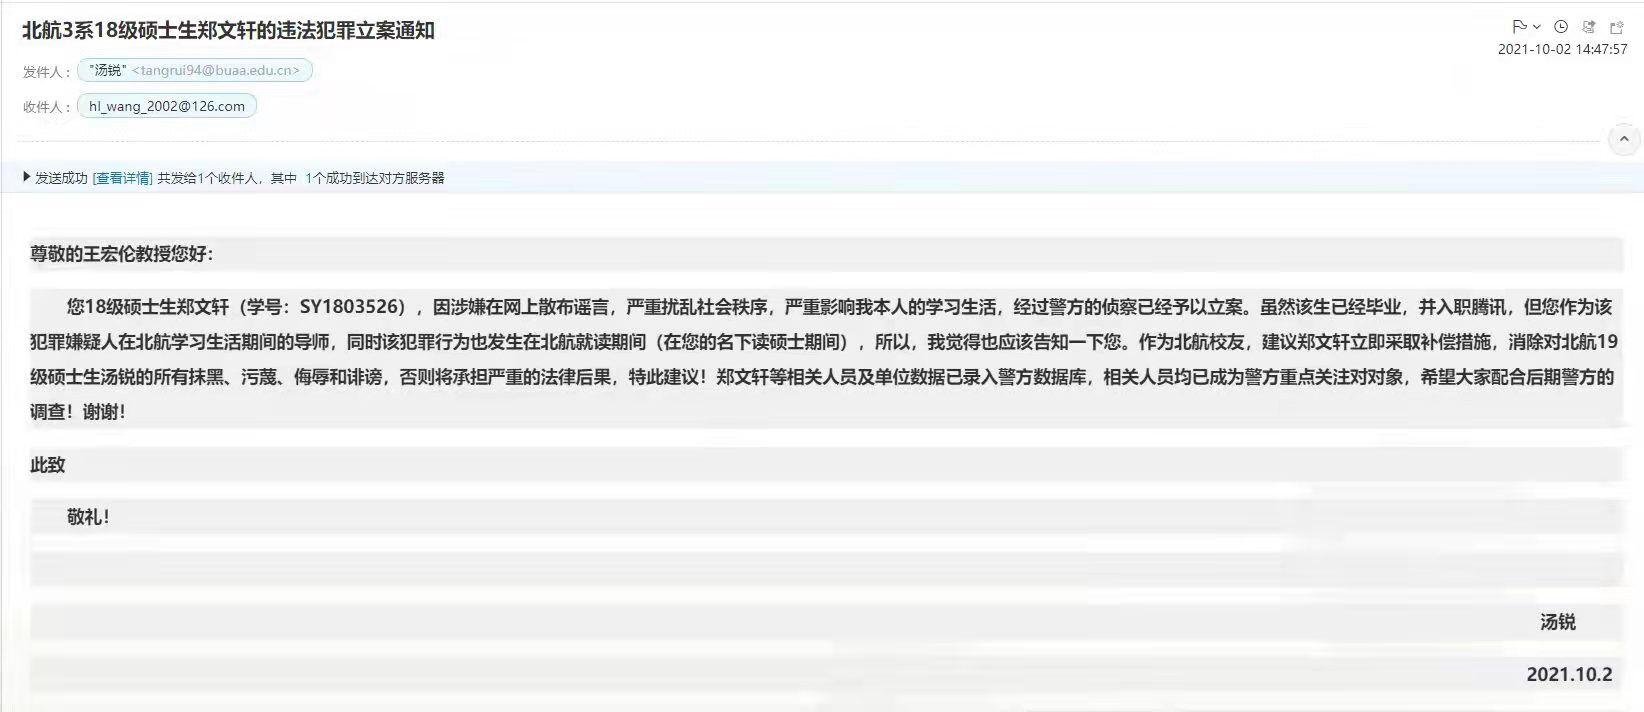 北航3系18级硕士生郑文轩的违法犯罪立案通知
2021-10-02 14:47:57
发件人： "汤锐" <tangrui94@buaa.edu.cn>
收件人： hl_wang_2002@126.com
发送成功 [查看详情] 共发给1个收件人，其中 1个成功到达对方服务器
尊敬的王宏伦教授您好：
您18级硕士生郑文轩（学号：SY1803526），因涉嫌在网上散布谣言，严重扰乱社会秩序，严重影响我本人的学习生活，经过警方的侦察已经予以立案。虽然该生已经毕业，并入职腾讯，但您作为该
犯罪嫌疑人在北航学习生活期间的导师，同时该犯罪行为也发生在北航就读期间（在您的名下读硕士期间），所以，我觉得也应该告知一下您。作为北航校友，建议郑文轩立即采取补偿措施，消除对北航19
级硕士生汤锐的所有抹黑、污蔑、侮辱和诽谤，否则将承担严重的法律后果，特此建议！郑文轩等相关人员及单位数据已录入警方数据库，相关人员均已成为警方重点关注对对象，希望大家配合后期警方的
调查！谢谢！
此致
敬礼！
汤锐
2021.10.2